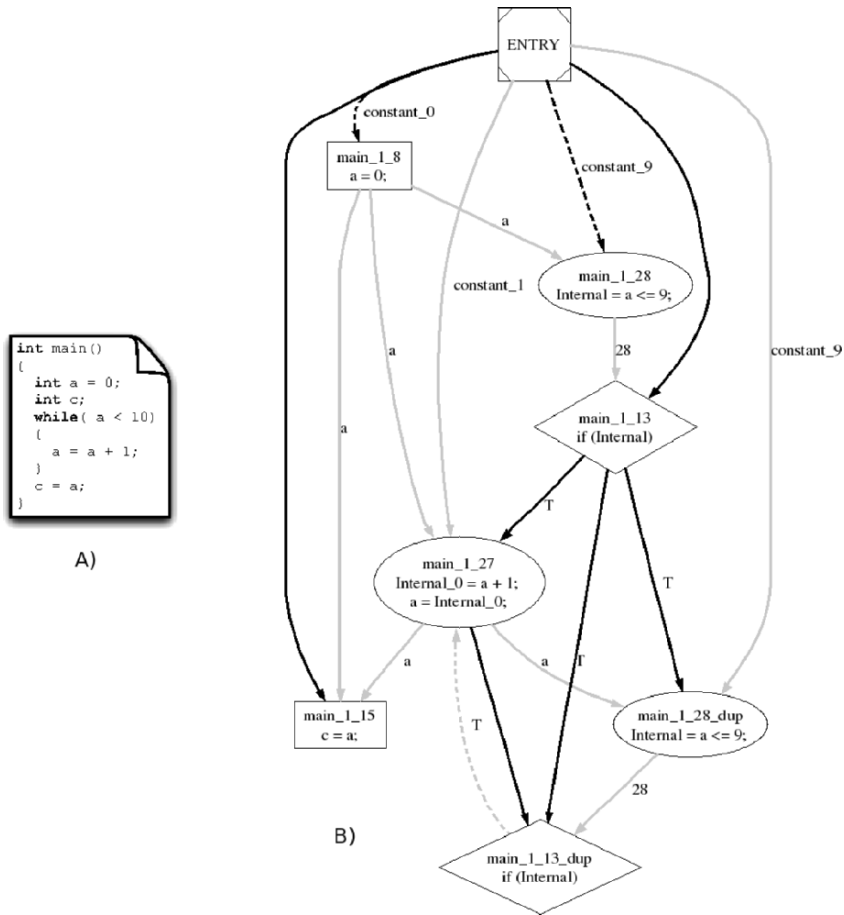 ENTRY
constant_0
main_1_8
a = 0;
constant_9
a
main_1_28
Internal = a <= 9;
constant_1
int main()
{
int a = 0;
int c;
while( a < 10)
{
a = a + 1;
}
c = a;
}
A)
a
28
constant_9
main_1_13
if (Internal)
a
T
main_1_27
Internal_0 = a + 1;
a = Internal_0;
T
a
T
a
main_1_15
c = a;
T
main_1_28_dup
Internal = a <= 9;
28
B)
main_1_13_dup
if (Internal)